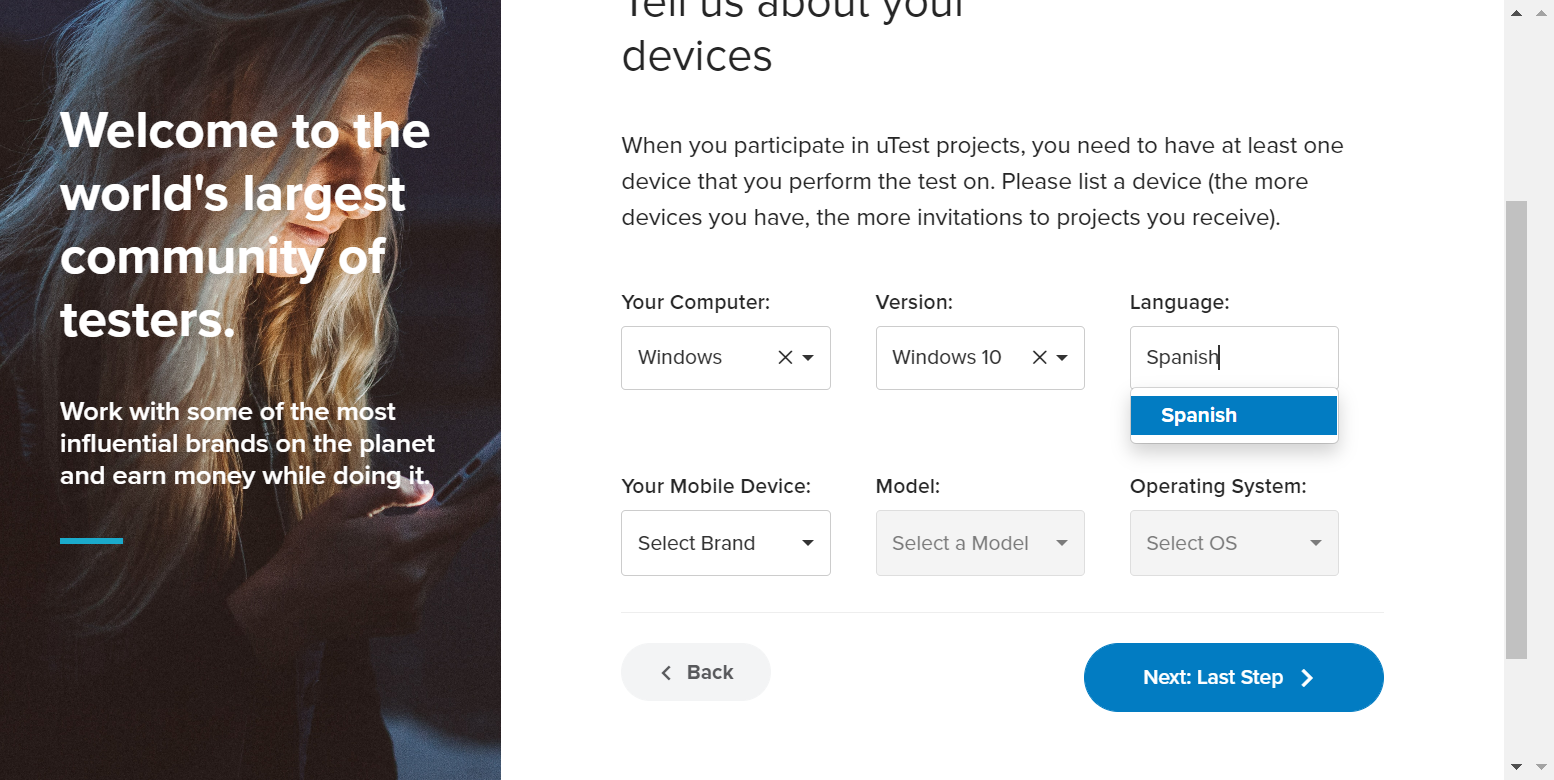 Welcome to the
world's largest
community of
testers.
Work with some of the most
influential brands on the planet
and earn money while doing it.
Tell us about your
devices
When you participate in uTest projects, you need to have at least one
device that you perform the test on. Please list a device (the more
devices you have, the more invitations to projects you receive).
Your Computer: Version: Language:
Windows Windows 10 Spanish
Spanish
Your Mobile Device: Model: Operating System:
Select Brand Select a Model Select OS
Back Next: Last Step